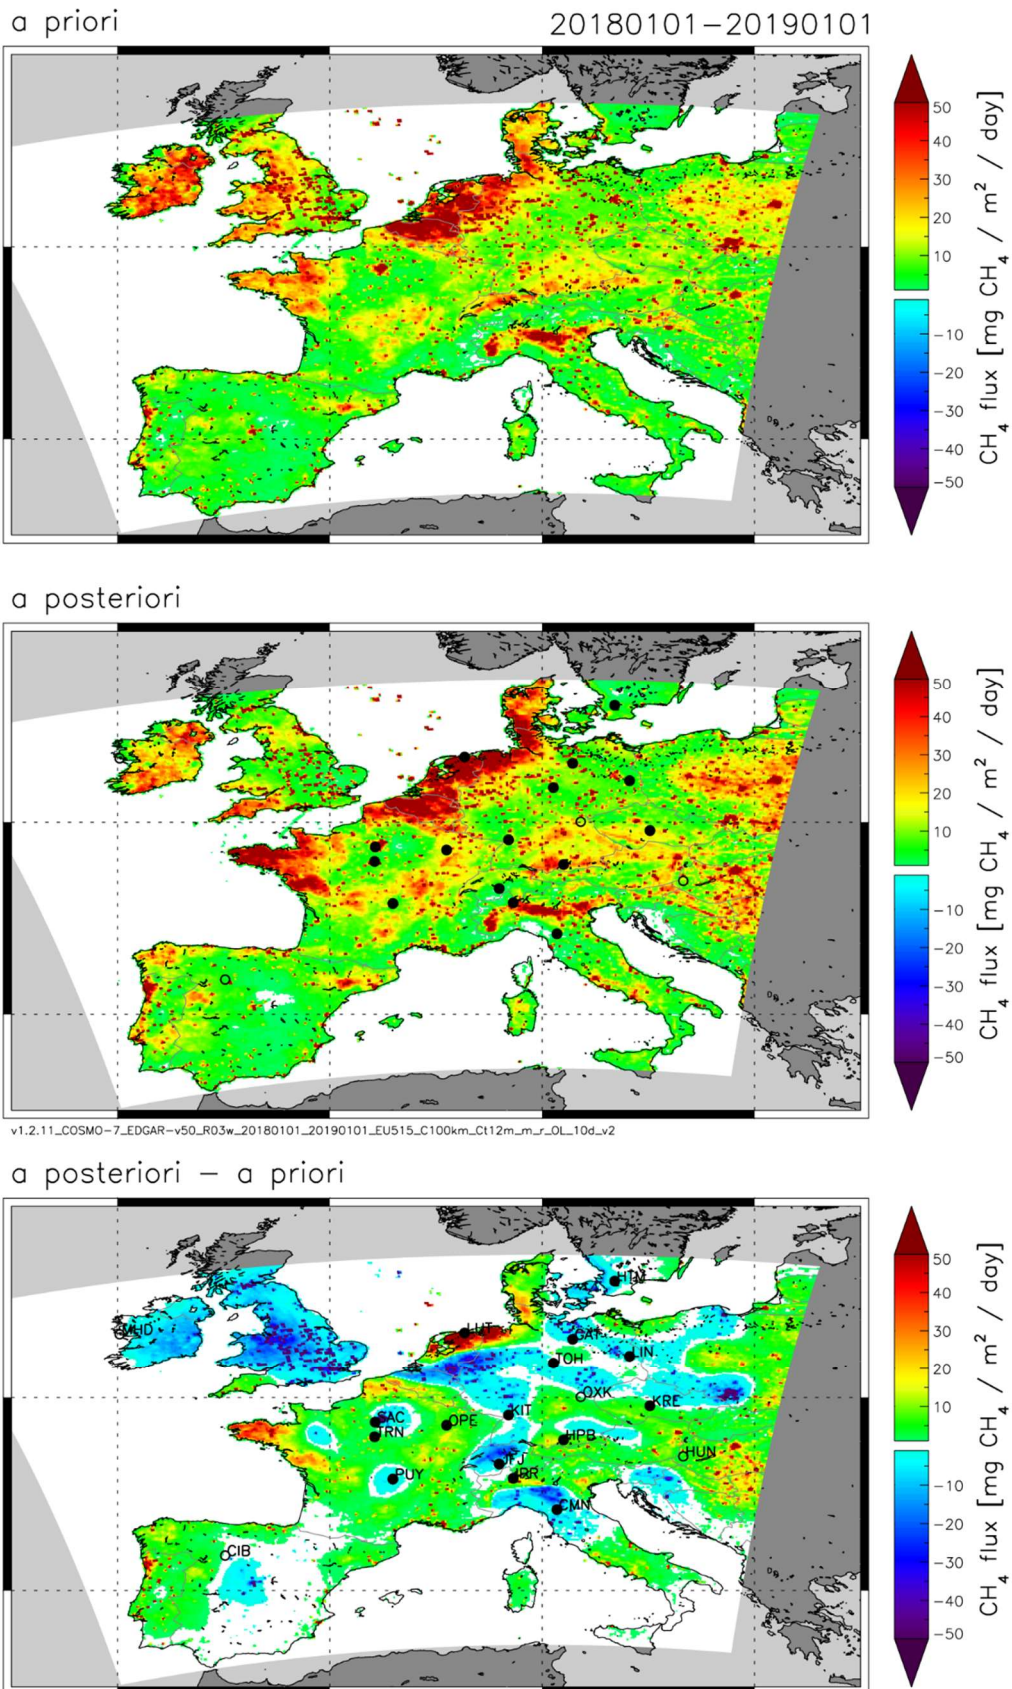 a priori
20180101−20190101
50
40
30
20
10
−10
−20
−30
−40
−50
CH4 flux [mg CH4 / m2 / day]
a posteriori
50
40
30
20
10
−10
−20
−30
−40
−50
CH4 flux [mg CH4 / m2 / day]
v1.2.11_COSMO−7_EDGAR−v50_R03w_20180101_20190101_EU515_C100km_Ct12m_m_r_OL_10d_v2
a posteriori − a priori
HTM
MHD
LUT
GAT
TOH
LIN
OXK
KRE
KIT
SAC
TRN
OPE
HPB
HUN
JFJ
IPR
PUY
CMN
CIB
50
40
30
20
10
−10
−20
−30
−40
−50
CH4 flux [mg CH4 / m2 / day]